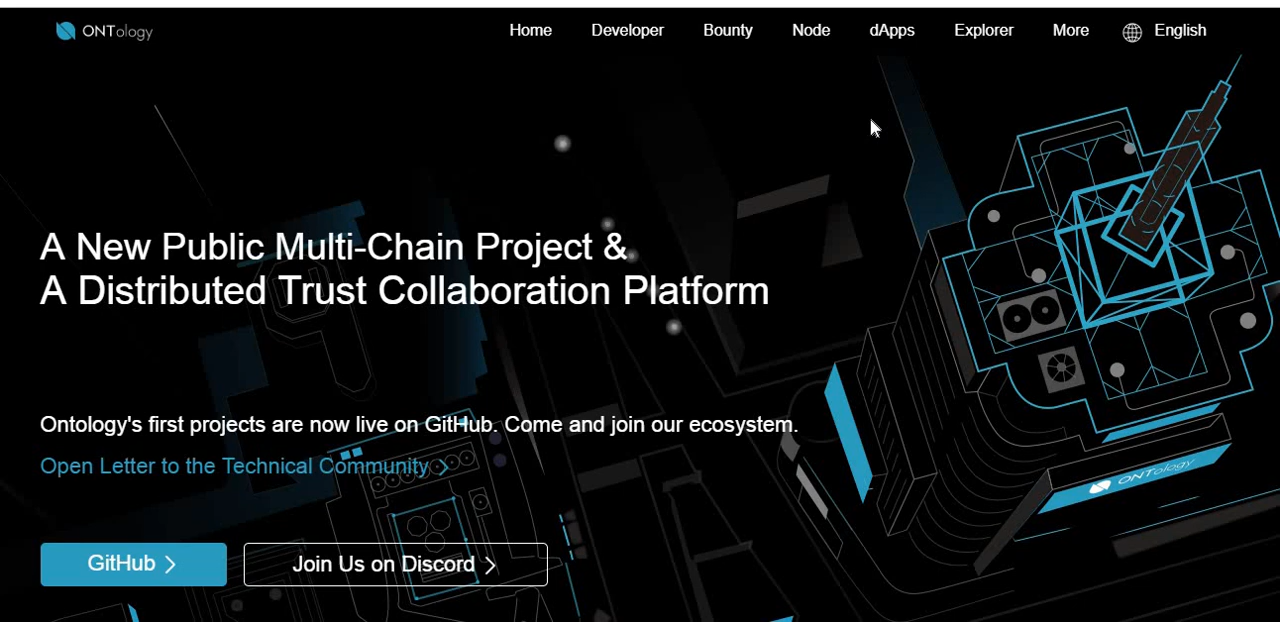 ONTology
Home Developer Bounty Node dApps Explorer More English
A New Public Multi-Chain Project &
A Distributed Trust Collaboration Platform
Ontology's first projects are now live on GitHub. Come and join our ecosystem.
Open Letter to the Technical Community >
GitHub >
Join Us on Discord >
ONTology